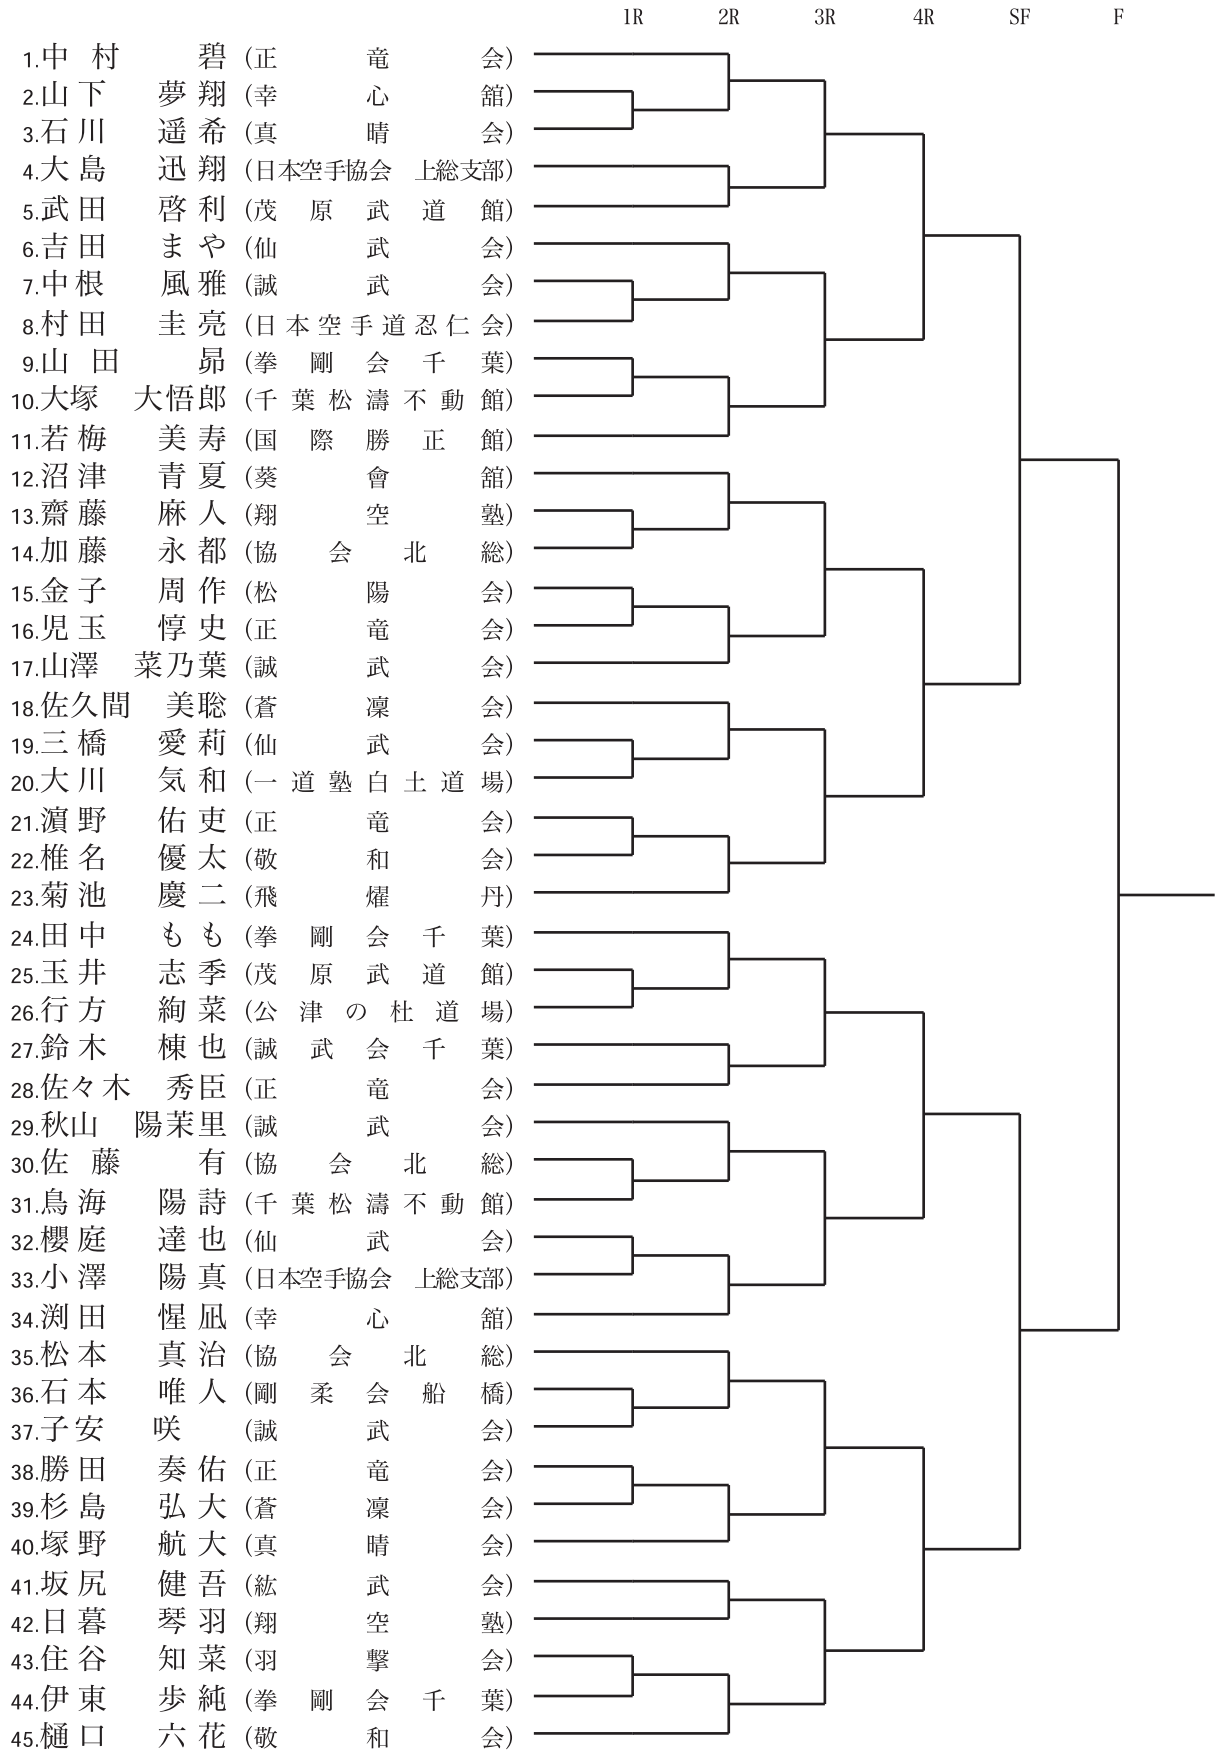 1R 2R 3R 4R SF F
1.中村 碧 (正竜会)
2.山下 夢翔 (幸心舘)
3.石川 遥希 (真晴会)
4.大島 迅翔 (日本空手協会 上総支部)
5.武田 啓利 (茂原武道館)
6.吉田 まや (仙武会)
7.中根 風雅 (誠武会)
8.村田 圭亮 (日本空手道忍仁会)
9.山田 昴 (拳剛会千葉)
10.大塚 大悟郎 (千葉松濤不動館)
11.若梅 美寿 (国際勝正館)
12.沼津 青夏 (葵會舘)
13.齋藤 麻人 (翔空塾)
14.加藤 永都 (協会北総)
15.金子 周作 (松陽会)
16.児玉 惇史 (正竜会)
17.山澤 菜乃葉 (誠武会)
18.佐久間 美聡 (蒼凜会)
19.三橋 愛莉 (仙武会)
20.大川 気和 (一道塾白土道場)
21.濵野 佑吏 (正竜会)
22.椎名 優太 (敬和会)
23.菊池 慶二 (飛燿丹)
24.田中 もも (拳剛会千葉)
25.玉井 志季 (茂原武道館)
26.行方 絢菜 (公津の杜道場)
27.鈴木 棟也 (誠武会千葉)
28.佐々木 秀臣 (正竜会)
29.秋山 陽茉里 (誠武会)
30.佐藤 有 (協会北総)
31.鳥海 陽詩 (千葉松濤不動館)
32.櫻庭 達也 (仙武会)
33.小澤 陽真 (日本空手協会 上総支部)
34.渕田 惺凪 (幸心舘)
35.松本 真治 (協会北総)
36.石本 唯人 (剛柔会船橋)
37.子安 咲 (誠武会)
38.勝田 奏佑 (正竜会)
39.杉島 弘大 (蒼凜会)
40.塚野 航大 (真晴会)
41.坂尻 健吾 (紘武会)
42.日暮 琴羽 (翔空塾)
43.住谷 知菜 (羽撃会)
44.伊東 歩純 (拳剛会千葉)
45.樋口 六花 (敬和会)